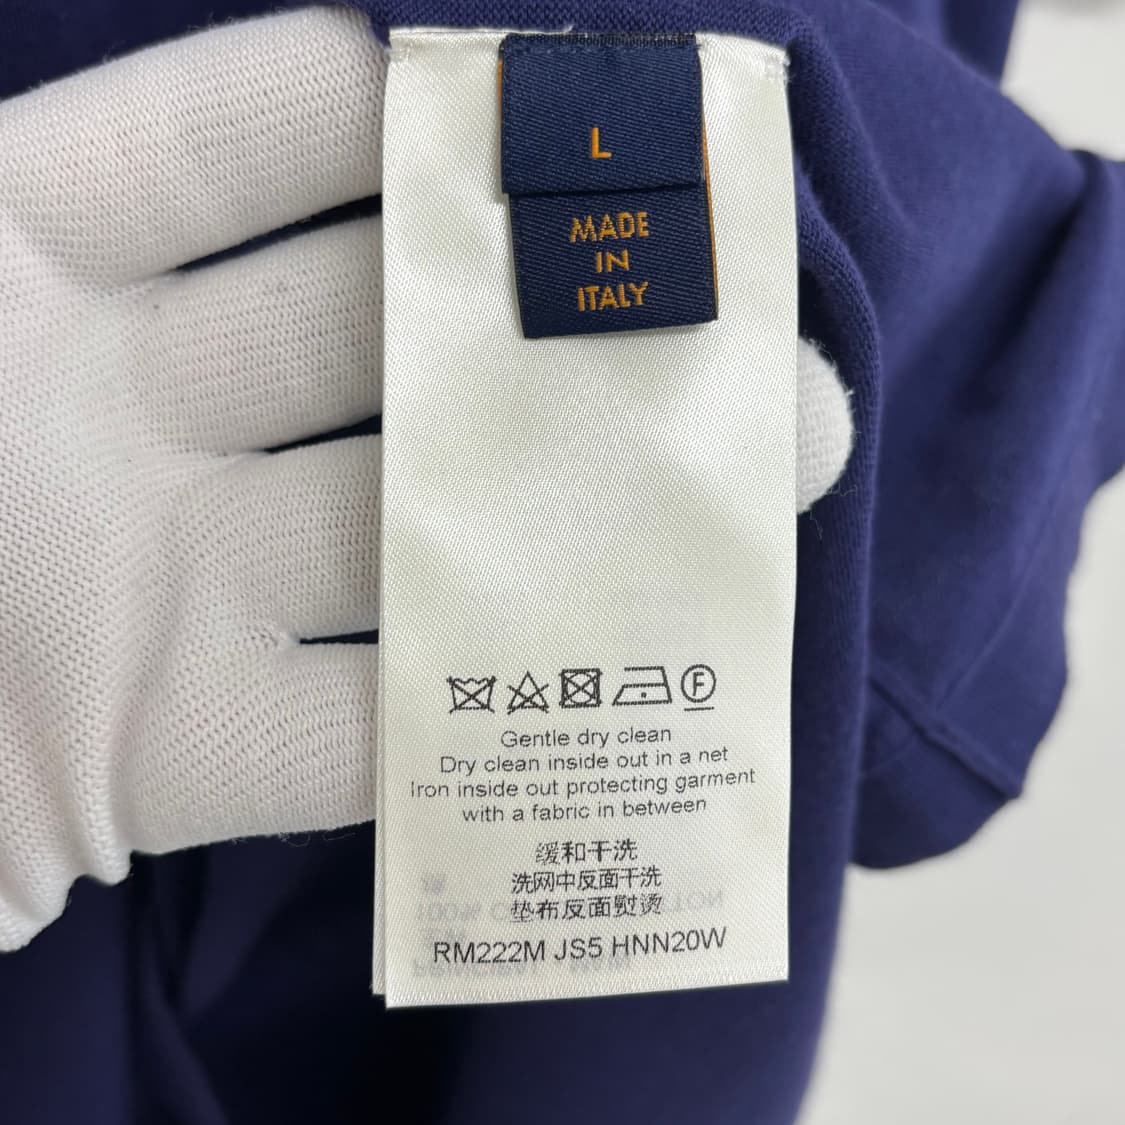 L
MADE
IN
ITALY
F
Gentle dry clean
Dry clean inside out in a net
Iron inside out protecting garment
with a fabric in between
缓和干洗
洗网中反面干洗
垫布反面熨烫
RM222M JS5 HNN20W